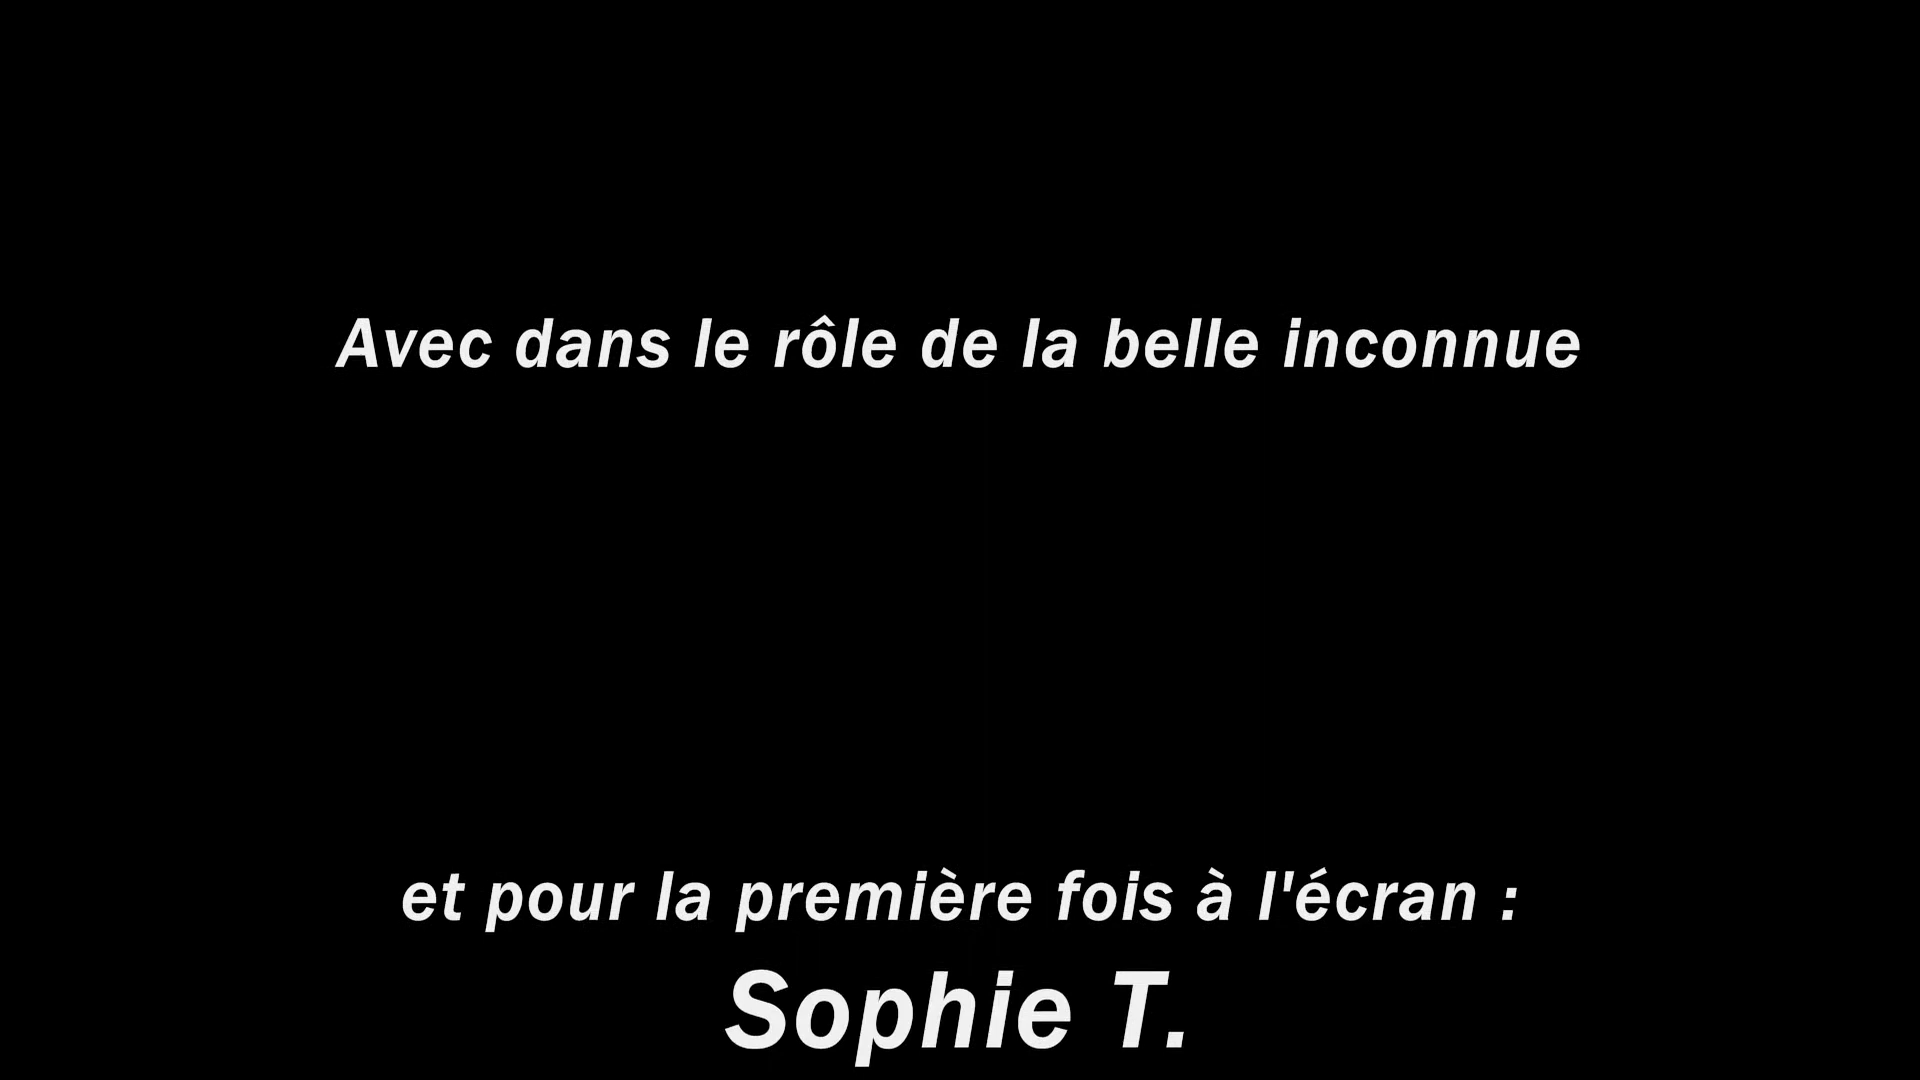 Avec dans le rôle de la belle inconnue
et pour la première fois à l'écran :
Sophie T.